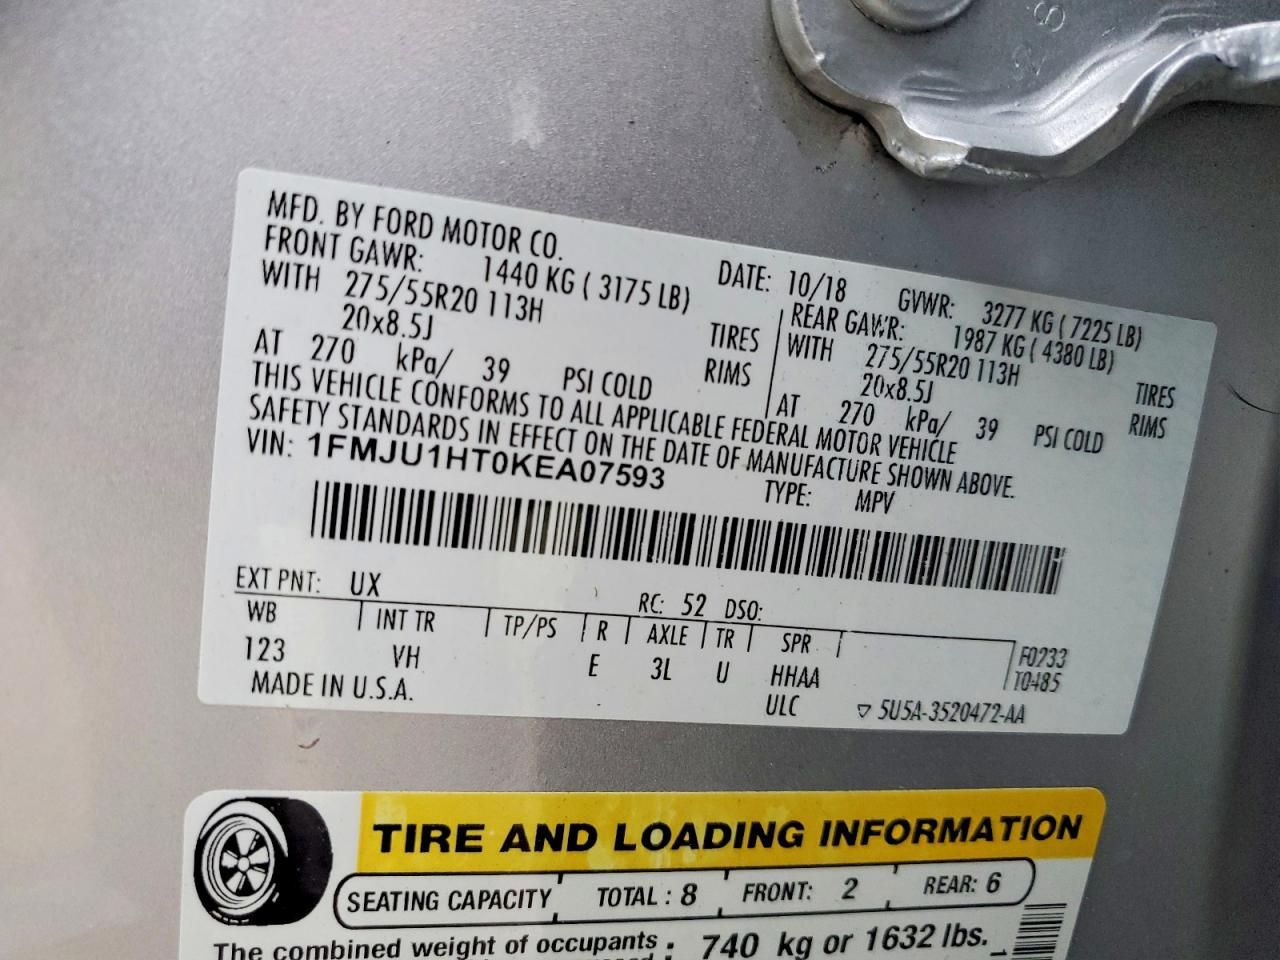 MFD. BY FORD MOTOR CO.
DATE: 10/18 GVWR: 3277 KG ( 7225 LB)
FRONT GAWR: 1440 KG ( 3175 LB)
WITH 275/55R20 113H TIRES
20x8.5J RIMS
AT 270 kPa/ 39 PSI COLD
REAR GAWR: 1987 KG ( 4380 LB)
WITH 275/55R20 113H TIRES
20x8.5J RIMS
AT 270 kPa/ 39 PSI COLD
THIS VEHICLE CONFORMS TO ALL APPLICABLE FEDERAL MOTOR VEHICLE
SAFETY STANDARDS IN EFFECT ON THE DATE OF MANUFACTURE SHOWN ABOVE.
VIN: 1FMJU1HT0KEA07593
TYPE: MPV
EXT PNT: UX RC: 52 DSO:
WB INT TR TP/PS R AXLE TR SPR
123 VH E 3L U HHAA
F0233
T0485
MADE IN U.S.A. ULC ▽ 5U5A-3520472-AA
TIRE AND LOADING INFORMATION
SEATING CAPACITY TOTAL : 8 FRONT: 2 REAR: 6
The combined weight of occupants : 740 kg or 1632 lbs.